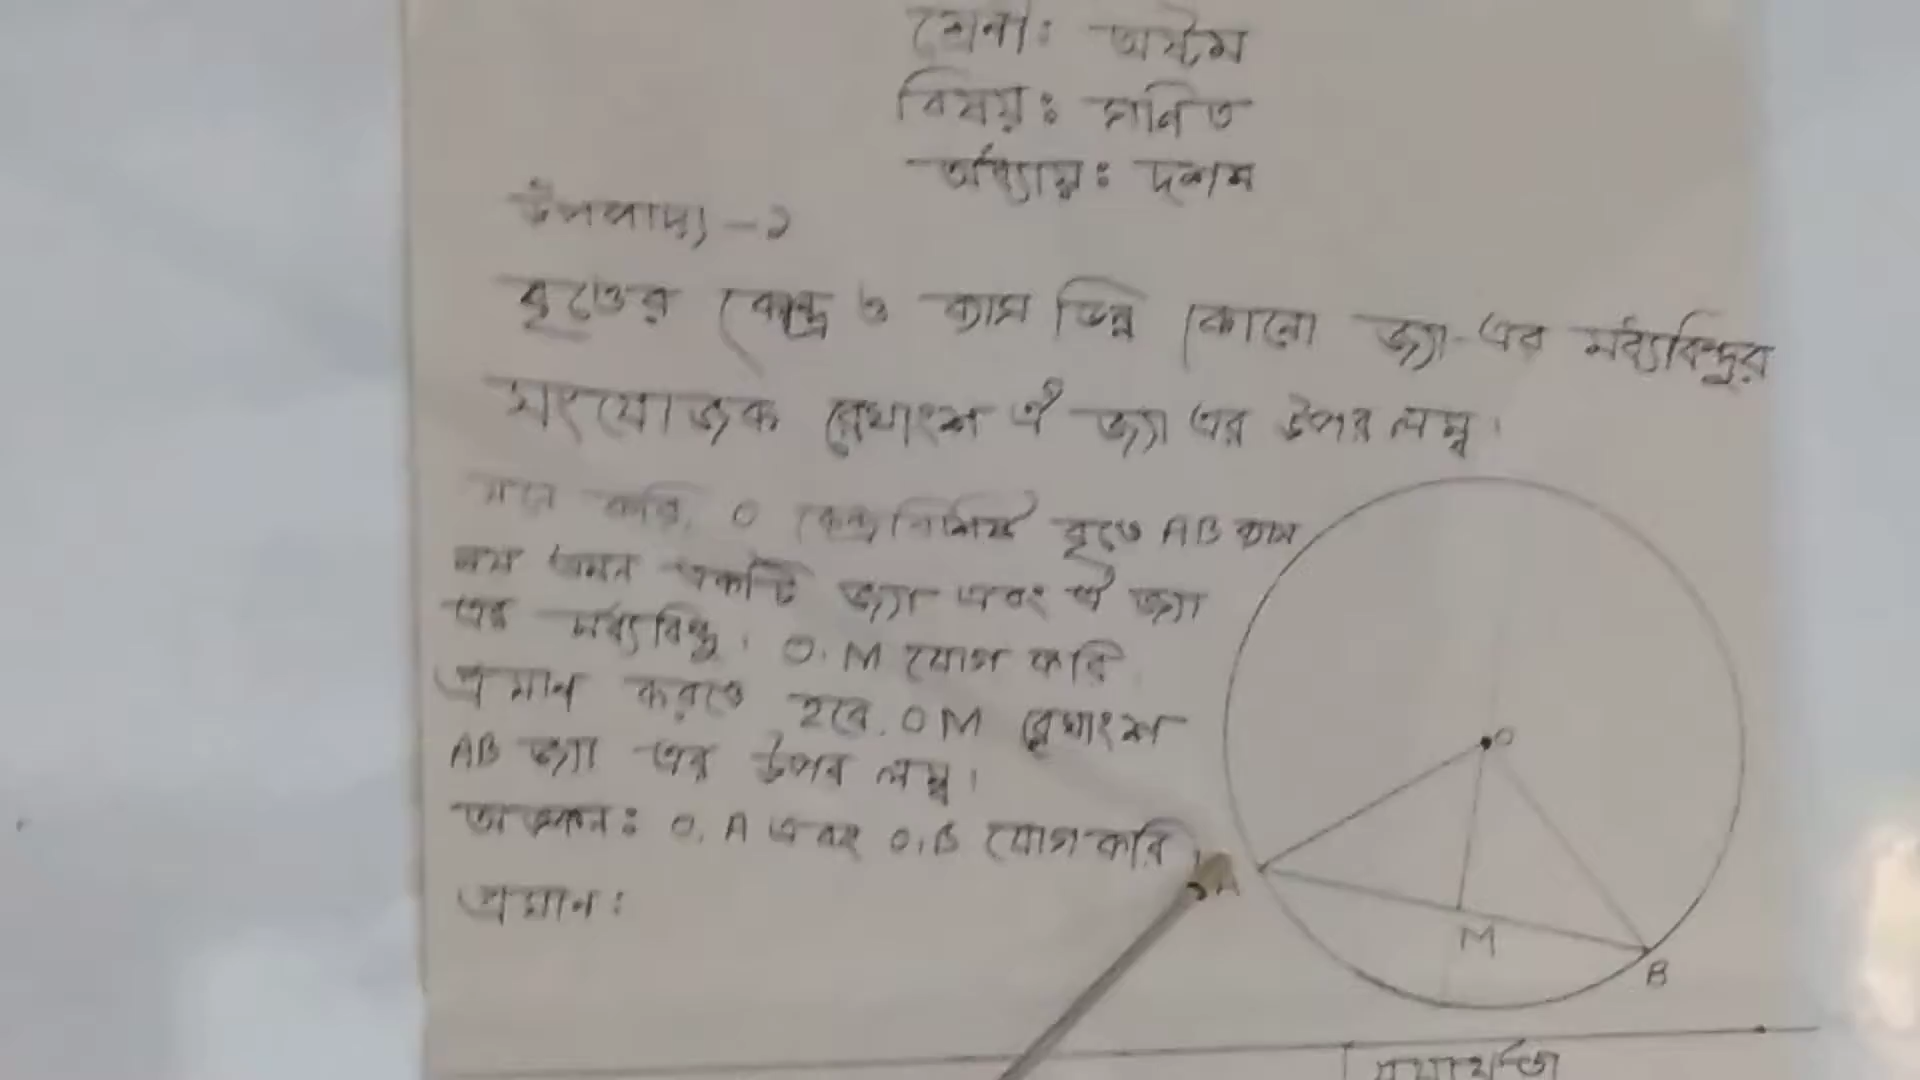 শ্রেনী: অষ্টম
বিষয়: গনিত
অধ্যায়: দশম
উপপাদ্য -১
বৃত্তের কেন্দ্র ও ব্যাস ভিন্ন কোনো জ্যা-এর মধ্যবিন্দুর
সংযোজক রেখাংশ ঐ জ্যা এর উপর লম্ব।
মনে করি, O কেন্দ্রবিশিষ্ট বৃত্তে AB ব্যাস
নয় এমন একটি জ্যা এবং ঐ জ্যা
এর মধ্যবিন্দু। O,M যোগ করি
প্রমান করতে হবে, OM রেখাংশ
AB জ্যা এর উপর লম্ব।
অঙ্কন: O, A এবং O,B যোগ করি।
প্রমান:
O
A
M
B
যথার্থতা